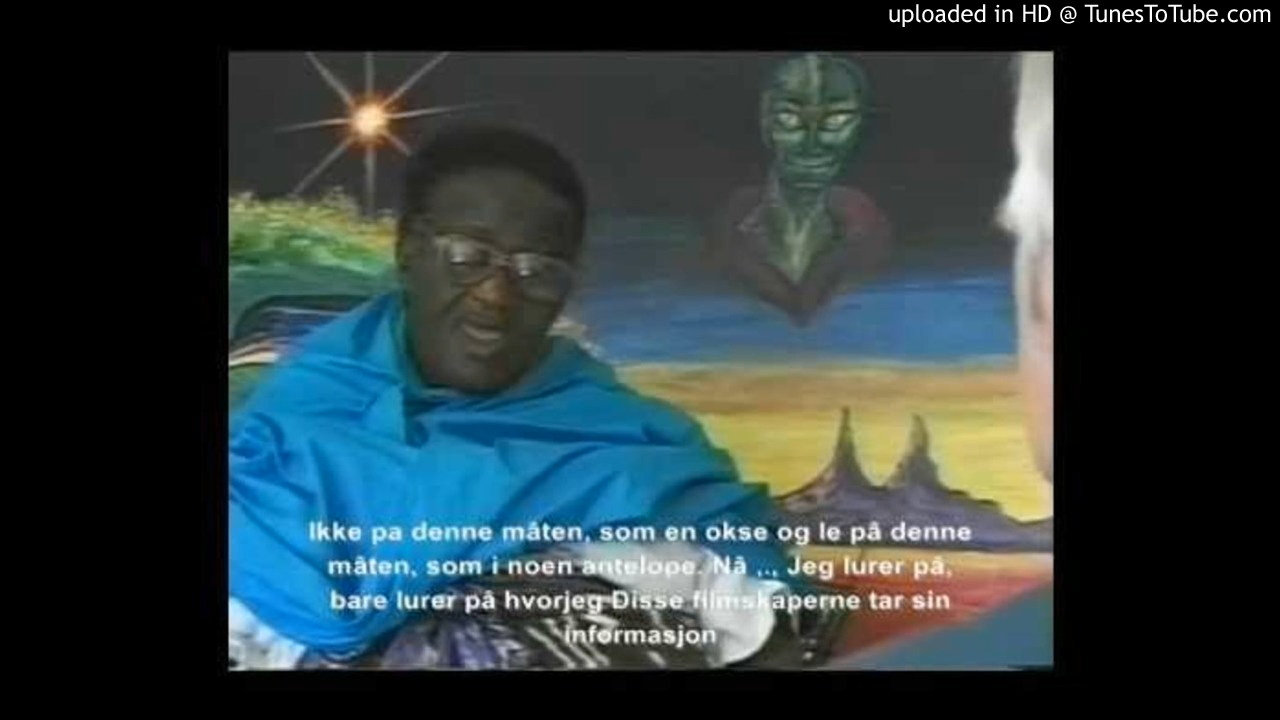 uploaded in HD @ TunesToTube.com
Ikke pa denne måten, som en okse og le på denne
måten, som i noen antelope. Nå ,., Jeg lurer på,
bare lurer på hvorjeg Disse filmskaperne tar sin
informasjon